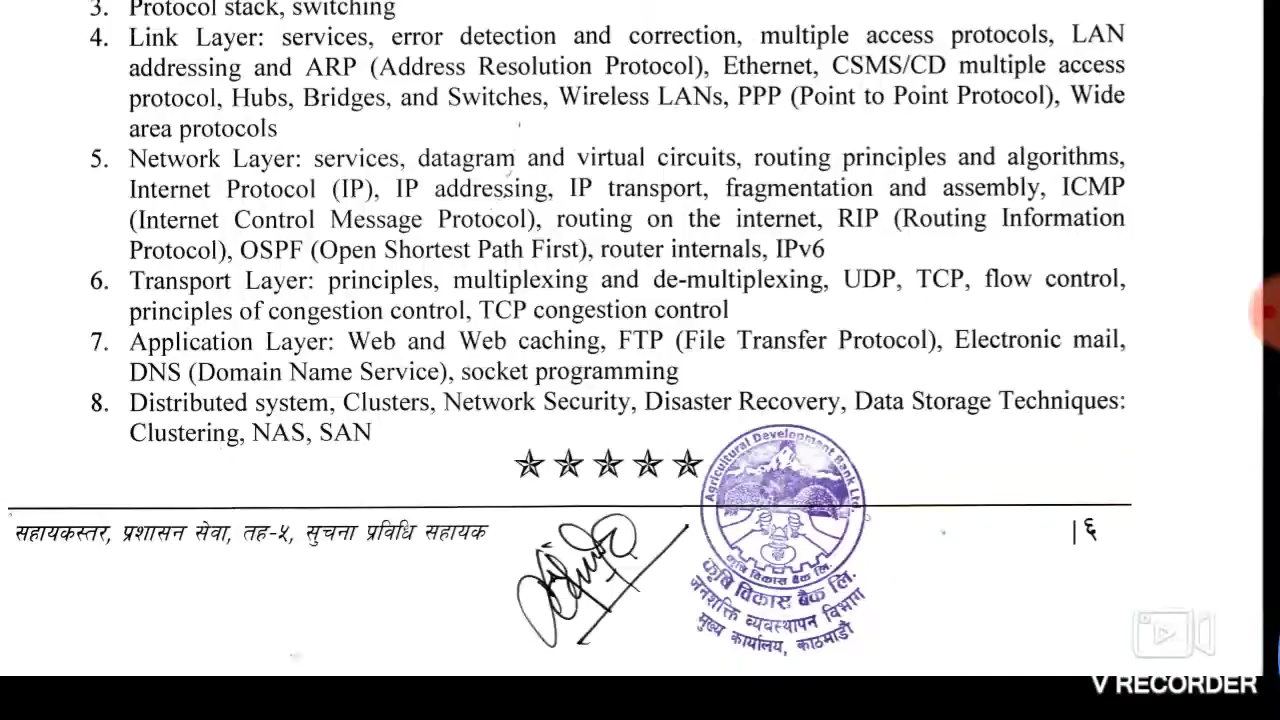 3. Protocol stack, switching
4. Link Layer: services, error detection and correction, multiple access protocols, LAN
addressing and ARP (Address Resolution Protocol), Ethernet, CSMS/CD multiple access
protocol, Hubs, Bridges, and Switches, Wireless LANs, PPP (Point to Point Protocol), Wide
area protocols
5. Network Layer: services, datagram and virtual circuits, routing principles and algorithms,
Internet Protocol (IP), IP addressing, IP transport, fragmentation and assembly, ICMP
(Internet Control Message Protocol), routing on the internet, RIP (Routing Information
Protocol), OSPF (Open Shortest Path First), router internals, IPv6
6. Transport Layer: principles, multiplexing and de-multiplexing, UDP, TCP, flow control,
principles of congestion control, TCP congestion control
7. Application Layer: Web and Web caching, FTP (File Transfer Protocol), Electronic mail,
DNS (Domain Name Service), socket programming
8. Distributed system, Clusters, Network Security, Disaster Recovery, Data Storage Techniques:
Clustering, NAS, SAN
Agricultural Development Bank Ltd.
कृषि विकास बैंक लि.
सहायकस्तर, प्रशासन सेवा, तह-५, सुचना प्रविधि सहायक
|६
कृषि विकास बैंक लि.
जनशक्ति व्यवस्थापन विभाग
मुख्य कार्यालय, काठमाडौं
V RECORDER